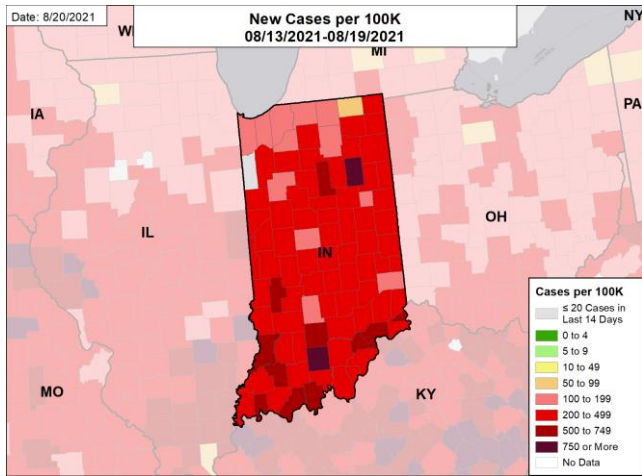 Date: 8/20/2021
New Cases per 100K
08/13/2021-08/19/2021
WI
MI
NY
IA
PA
IL
IN
OH
MO
KY
Cases per 100K
≤ 20 Cases in
Last 14 Days
0 to 4
5 to 9
10 to 49
50 to 99
100 to 199
200 to 499
500 to 749
750 or More
No Data